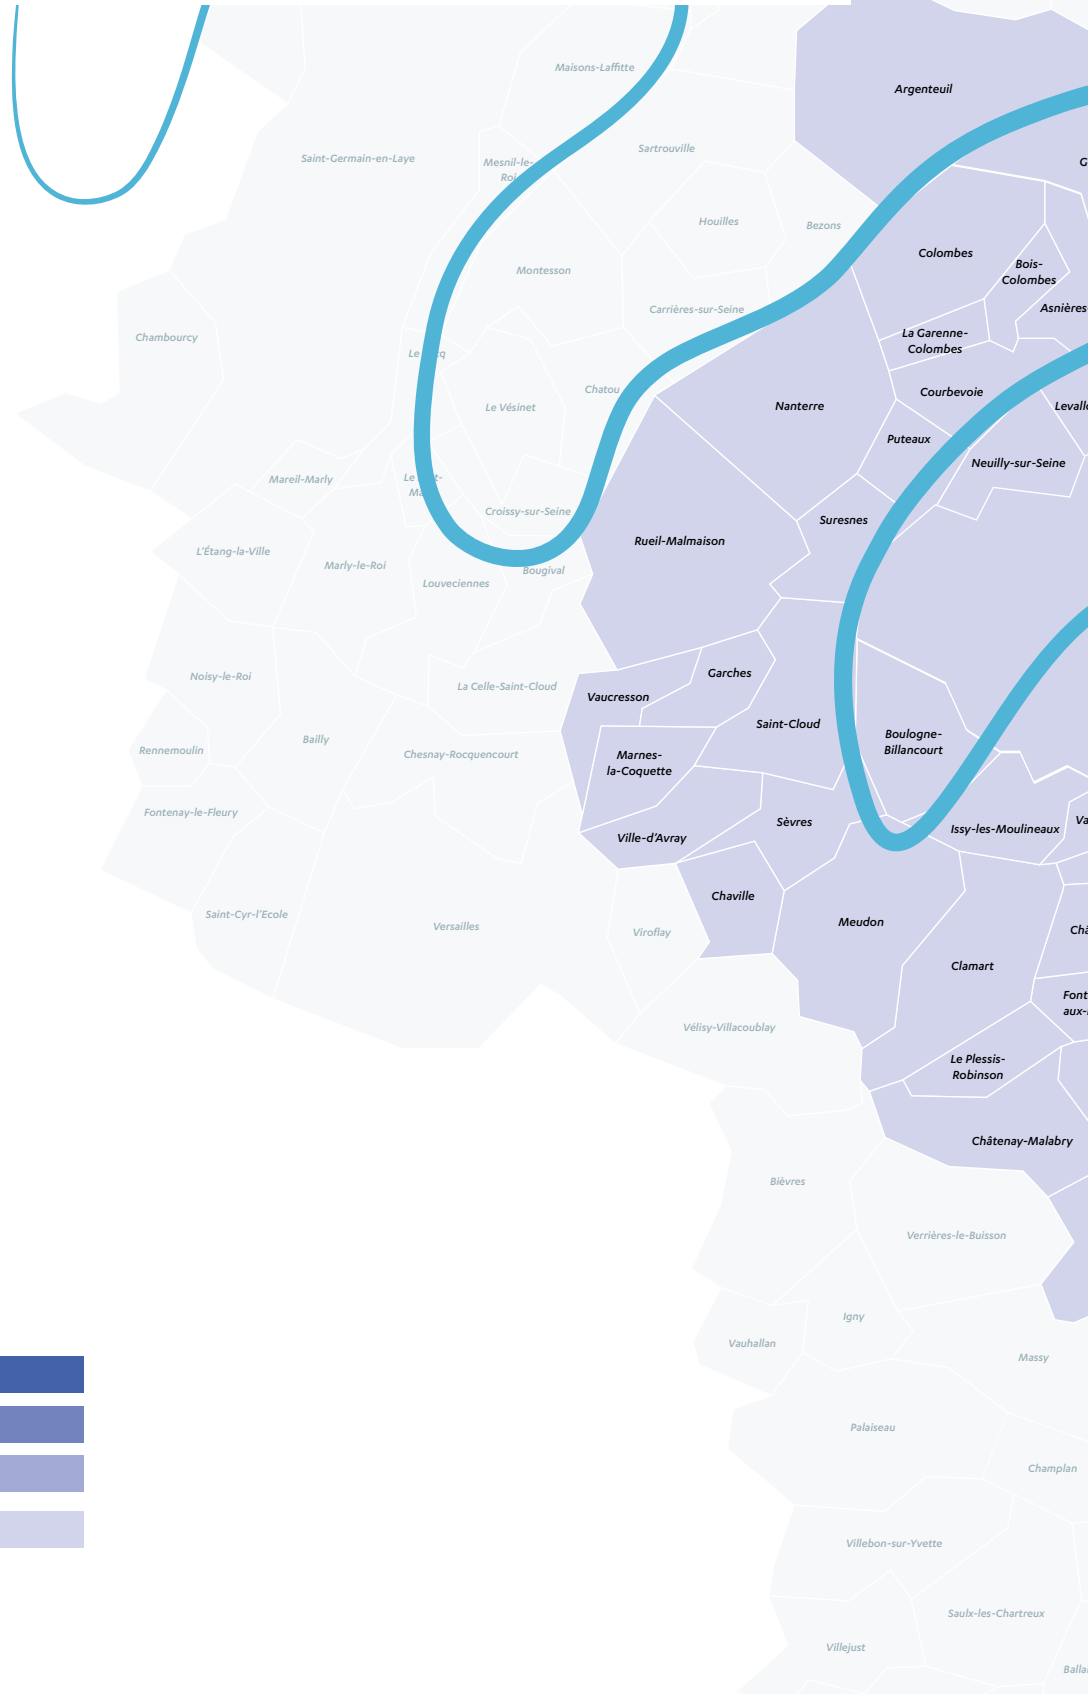 Maisons-Laffitte
Argenteuil
Saint-Germain-en-Laye
Mesnil-le-
Sartrouville
Houilles
Bezons
Colombes
Bois-
Colombes
Montesson
Carrières-sur-Seine
Asnières-
Chambourcy
La Garenne-
Colombes
Le
Chatou
Courbevoie
Le Vésinet
Nanterre
Puteaux
Neuilly-sur-Seine
Mareil-Marly
Le
Croissy-sur-Seine
Suresnes
Rueil-Malmaison
L'Étang-la-Ville
Marly-le-Roi
Bougival
Louveciennes
Noisy-le-Roi
La Celle-Saint-Cloud
Garches
Vaucresson
Saint-Cloud
Bailly
Rennemoulin
Chesnay-Rocquencourt
Marnes-
la-Coquette
Boulogne-
Billancourt
Fontenay-le-Fleury
Ville-d'Avray
Sèvres
Issy-les-Moulineaux
Chaville
Saint-Cyr-l'Ecole
Versailles
Viroflay
Meudon
Clamart
Vélisy-Villacoublay
Le Plessis-
Robinson
Châtenay-Malabry
Bièvres
Verrières-le-Buisson
Igny
Vauhallan
Massy
Palaiseau
Champlan
Villebon-sur-Yvette
Saulx-les-Chartreux
Villejust